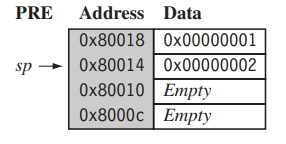 PRE Address Data
0x80018 0x00000001
sp 0x80014 0x00000002
0x80010 Empty
0x8000c Empty